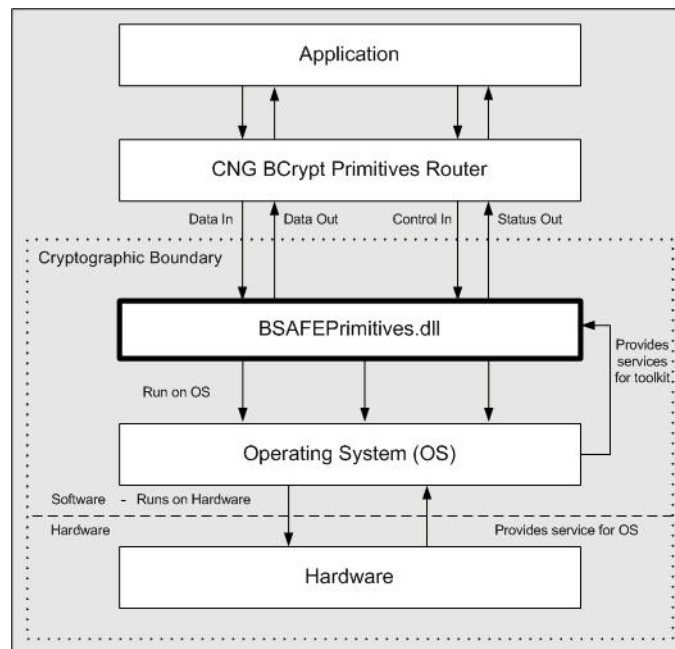 Application
CNG BCrypt Primitives Router
Data In
Data Out
Control In
Status Out
Cryptographic Boundary
BSAFEPrimitives.dll
Provides
services
for toolkit
Run on OS
Operating System (OS)
Software - Runs on Hardware
Hardware
Provides service for OS
Hardware